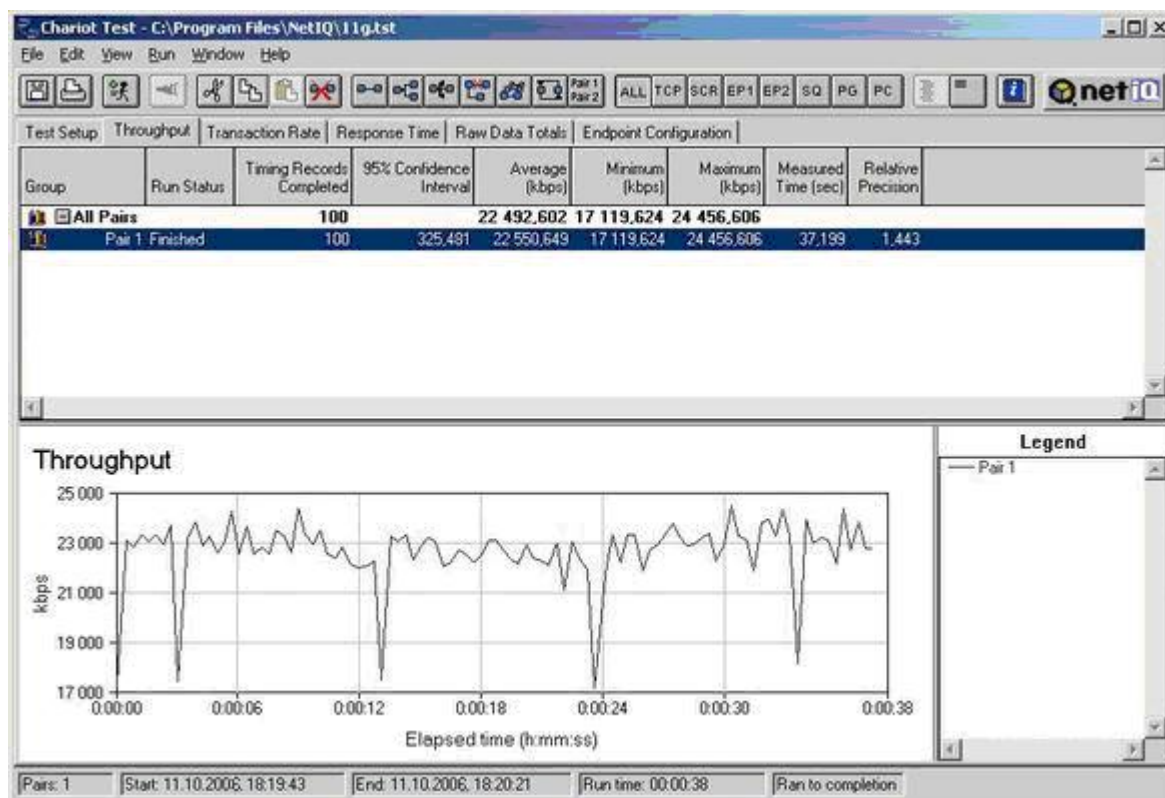 Chariot Test - C:\Program Files\NetIQ\11g.tst
File Edit View Run Window Help
Pair 1 Pair 2 ALL TCP SCR EP1 EP2 SQ PG PC netiQ
Test Setup Throughput Transaction Rate Response Time Raw Data Totals Endpoint Configuration
Group Run Status Timing Records Completed 95% Confidence Interval Average (kbps) Minimum (kbps) Maximum (kbps) Measured Time (sec) Relative Precision
All Pairs 100 22 492,602 17 119,624 24 456,606
Pair 1 Finished 100 325,481 22 550,649 17 119,624 24 456,606 37,199 1,443
Throughput
25 000
23 000
21 000
19 000
17 000
kbps
0:00:00 0:00:06 0:00:12 0:00:18 0:00:24 0:00:30 0:00:38
Elapsed time (h:mm:ss)
Legend
Pair 1
Pairs: 1 Start: 11.10.2006, 18:19:43 End: 11.10.2006, 18:20:21 Run time: 00:00:38 Ran to completion